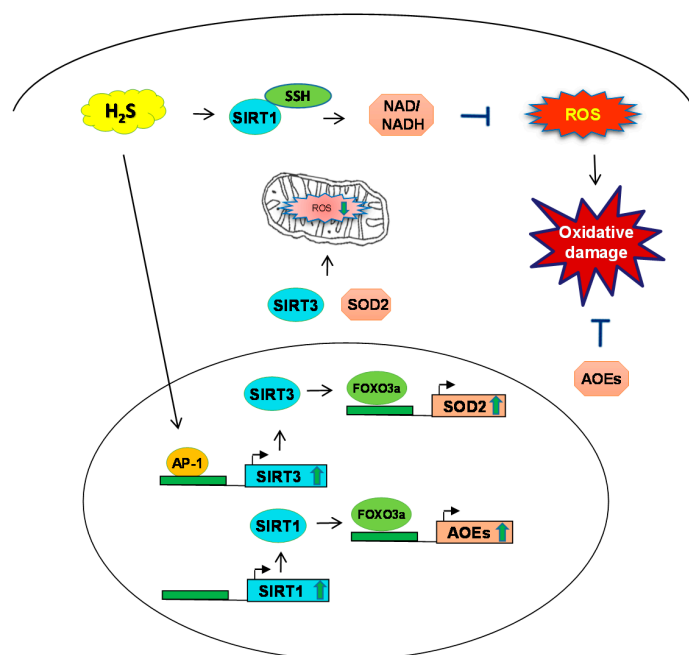 SSH
H₂S
SIRT1
NAD/
NADH
ROS
ROS
Oxidative
damage
SIRT3
SOD2
AOEs
SIRT3
FOXO3a
SOD2
AP-1
SIRT3
SIRT1
FOXO3a
AOEs
SIRT1